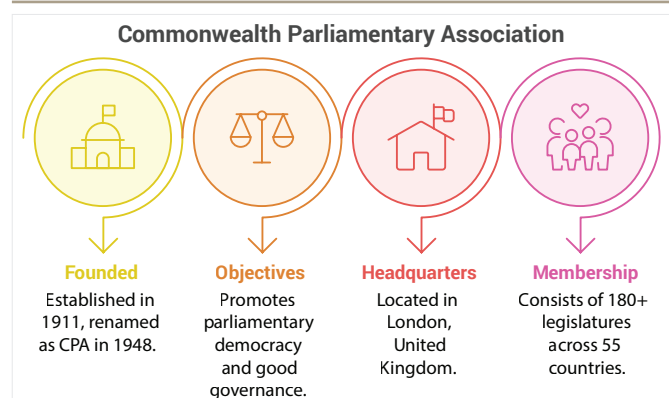 Commonwealth Parliamentary Association
Founded
Established in
1911, renamed
as CPA in 1948.
Objectives
Promotes
parliamentary
democracy
and good
governance.
Headquarters
Located in
London,
United
Kingdom.
Membership
Consists of 180+
legislatures
across 55
countries.